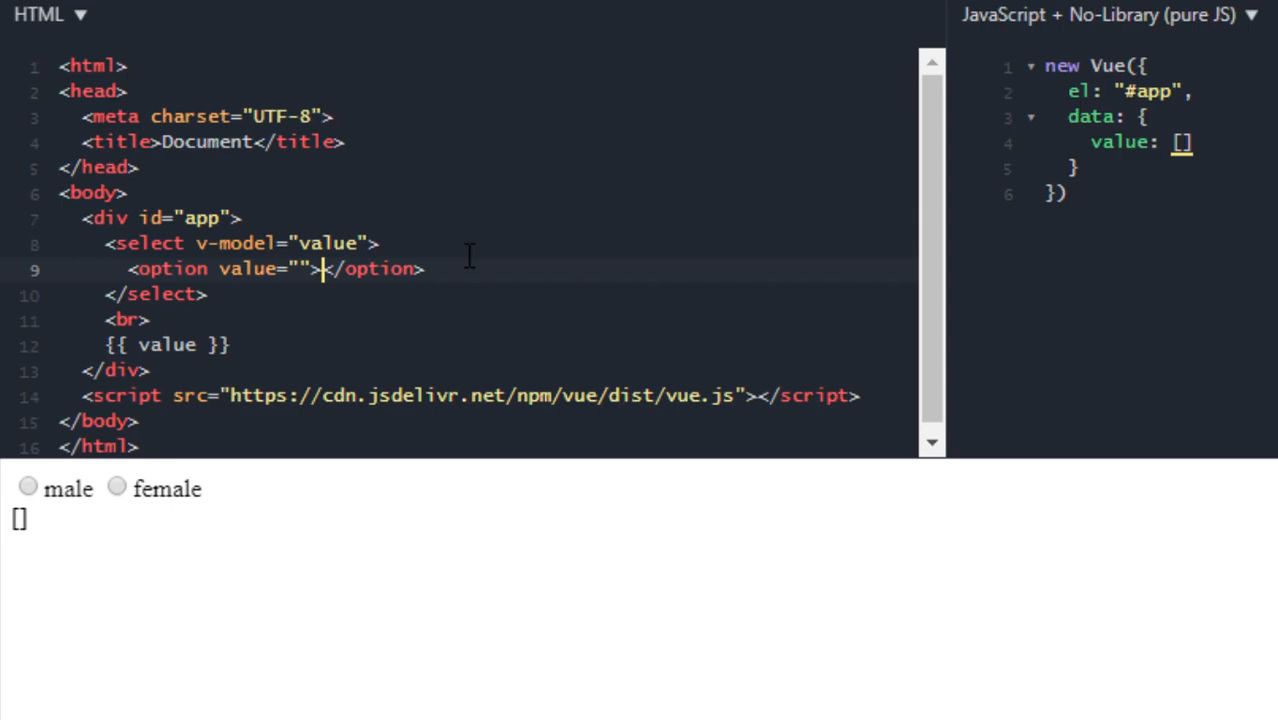 HTML ▼
1 <html>
2 <head>
3 <meta charset="UTF-8">
4 <title>Document</title>
5 </head>
6 <body>
7 <div id="app">
8 <select v-model="value">
9 <option value=""></option>
10 </select>
11 <br>
12 {{ value }}
13 </div>
14 <script src="https://cdn.jsdelivr.net/npm/vue/dist/vue.js"></script>
15 </body>
16 </html>
JavaScript + No-Library (pure JS) ▼
1 ▼ new Vue({
2 el: "#app",
3 ▼ data: {
4 value: []
5 }
6 })
male female
[]